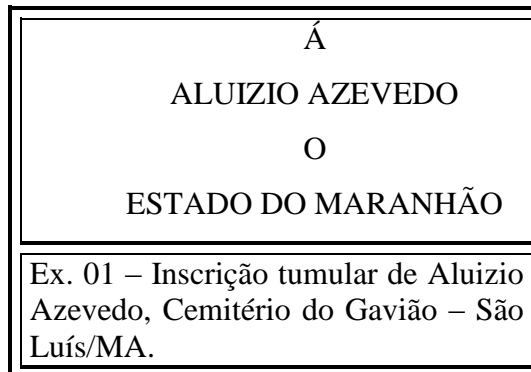 Á
ALUIZIO AZEVEDO
O
ESTADO DO MARANHÃO
Ex. 01 – Inscrição tumular de Aluizio
Azevedo, Cemitério do Gavião – São
Luís/MA.